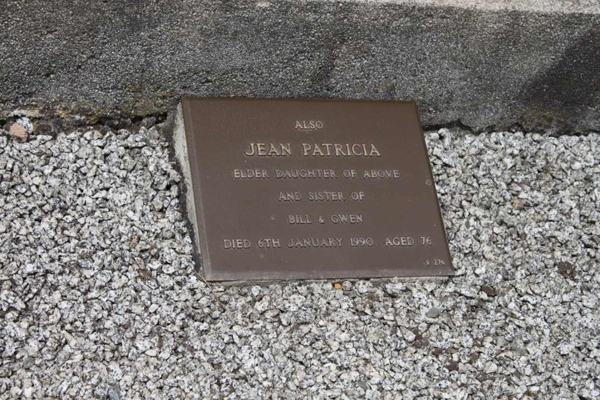 ALSO
JEAN PATRICIA
ELDER DAUGHTER OF ABOVE
AND SISTER OF
BILL & GWEN
DIED 6TH JANUARY 1990 AGED 76